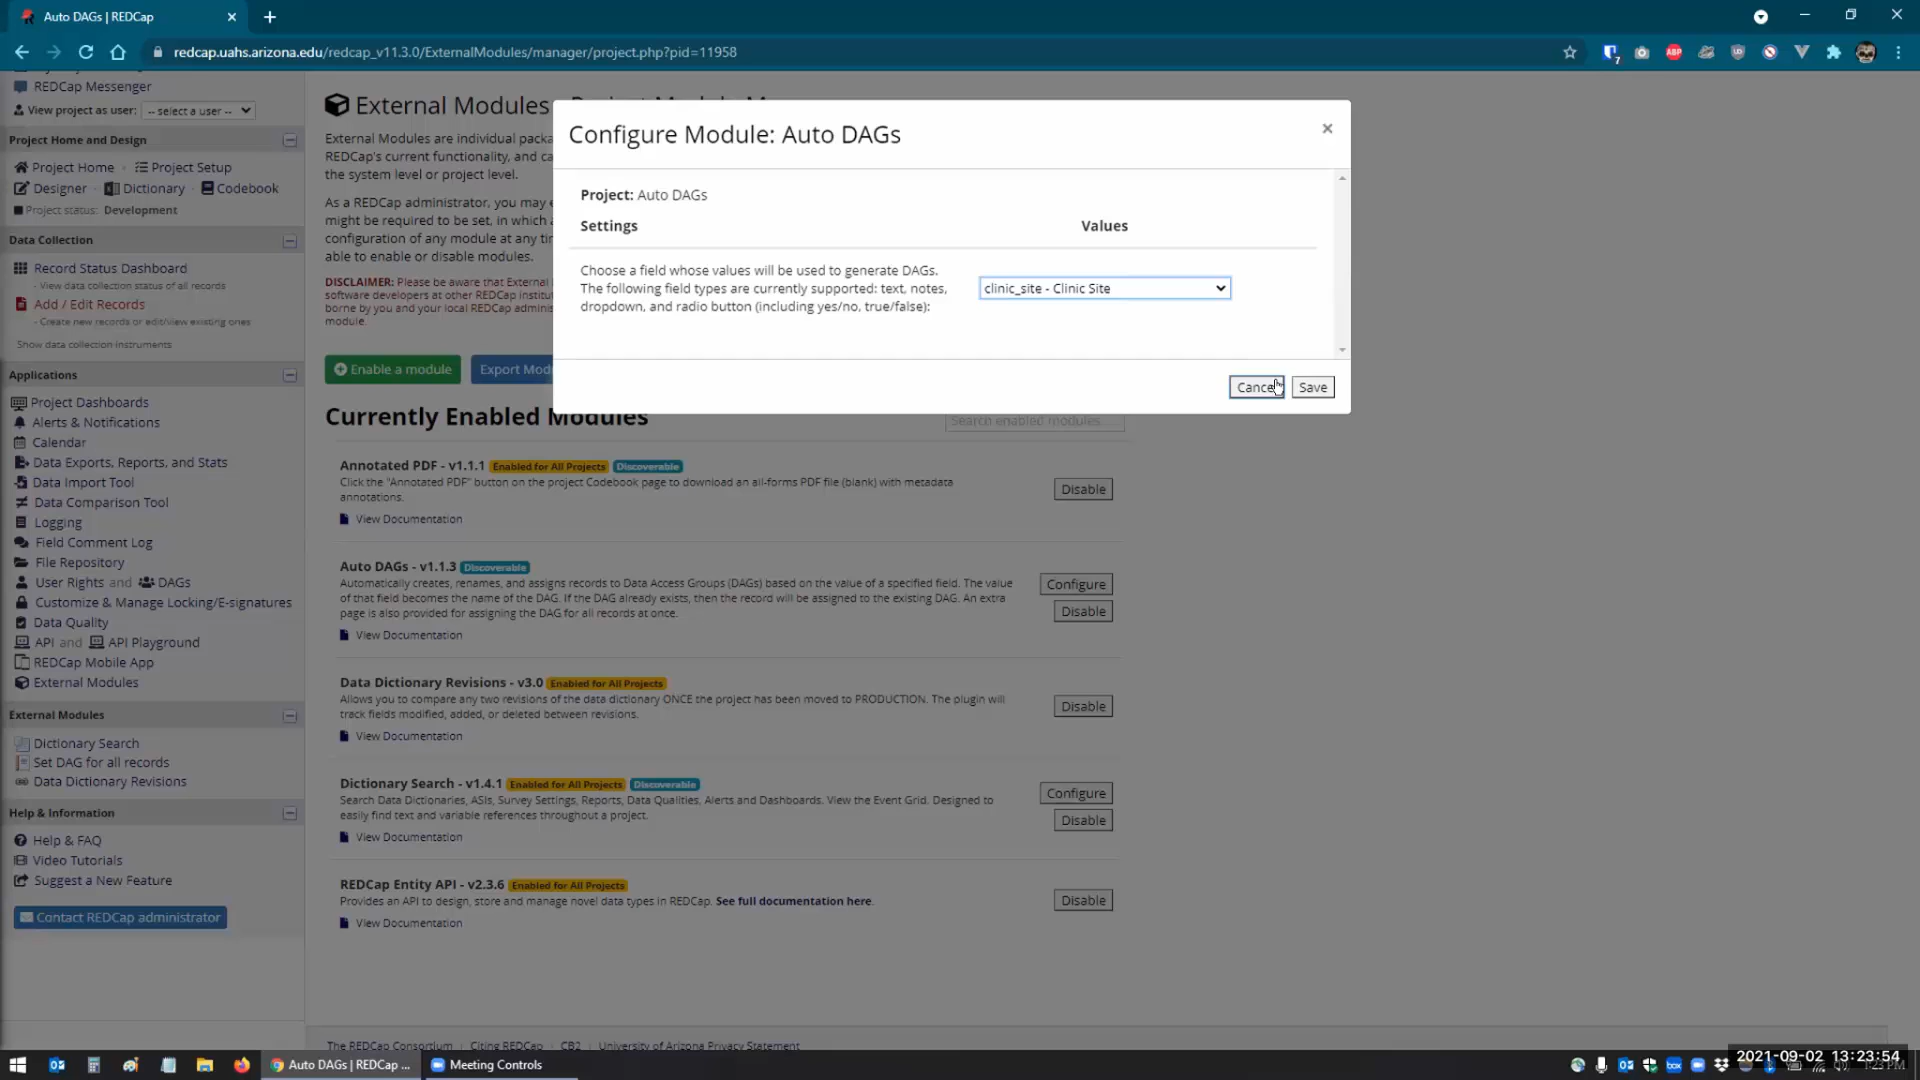 Auto DAGs | REDCap
redcap.uahs.arizona.edu/redcap_v11.3.0/ExternalModules/manager/project.php?pid=11958
ABP
7
REDCap Messenger
View project as user: -- select a user --
Project Home and Design
Project Home · Project Setup
Designer · Dictionary · Codebook
Project status: Development
Data Collection
Record Status Dashboard
- View data collection status of all records
Add / Edit Records
- Create new records or edit/view existing ones
Show data collection instruments
Applications
Project Dashboards
Alerts & Notifications
Calendar
Data Exports, Reports, and Stats
Data Import Tool
Data Comparison Tool
Logging
Field Comment Log
File Repository
User Rights and DAGs
Customize & Manage Locking/E-signatures
Data Quality
API and API Playground
REDCap Mobile App
External Modules
External Modules
Dictionary Search
Set DAG for all records
Data Dictionary Revisions
Help & Information
Help & FAQ
Video Tutorials
Suggest a New Feature
Contact REDCap administrator
External Modules
External Modules are individual packa
REDCap's current functionality, and ca
the system level or project level.
As a REDCap administrator, you may e
might be required to be set, in which a
configuration of any module at any tim
able to enable or disable modules.
DISCLAIMER: Please be aware that External
software developers at other REDCap institu
borne by you and your local REDCap adminis
module.
Enable a module
Export Mod
Configure Module: Auto DAGs
×
Project: Auto DAGs
Settings Values
Choose a field whose values will be used to generate DAGs.
The following field types are currently supported: text, notes,
dropdown, and radio button (including yes/no, true/false):
clinic_site - Clinic Site
Cancel Save
Currently Enabled Modules
Search enabled modules...
Annotated PDF - v1.1.1 Enabled for All Projects Discoverable
Click the "Annotated PDF" button on the project Codebook page to download an all-forms PDF file (blank) with metadata
annotations.
View Documentation
Disable
Auto DAGs - v1.1.3 Discoverable
Automatically creates, renames, and assigns records to Data Access Groups (DAGs) based on the value of a specified field. The value
of that field becomes the name of the DAG. If the DAG already exists, then the record will be assigned to the existing DAG. An extra
page is also provided for assigning the DAG for all records at once.
View Documentation
Configure
Disable
Data Dictionary Revisions - v3.0 Enabled for All Projects
Allows you to compare any two revisions of the data dictionary ONCE the project has been moved to PRODUCTION. The plugin will
track fields modified, added, or deleted between revisions.
View Documentation
Disable
Dictionary Search - v1.4.1 Enabled for All Projects Discoverable
Search Data Dictionaries, ASIs, Survey Settings, Reports, Data Qualities, Alerts and Dashboards. View the Event Grid. Designed to
easily find text and variable references throughout a project.
View Documentation
Configure
Disable
REDCap Entity API - v2.3.6 Enabled for All Projects
Provides an API to design, store and manage novel data types in REDCap. See full documentation here.
View Documentation
Disable
The REDCap Consortium | Citing REDCap | CB2 | University of Arizona Privacy Statement
Auto DAGs | REDCap ...
Meeting Controls
box
2021-09-02 13:23:54